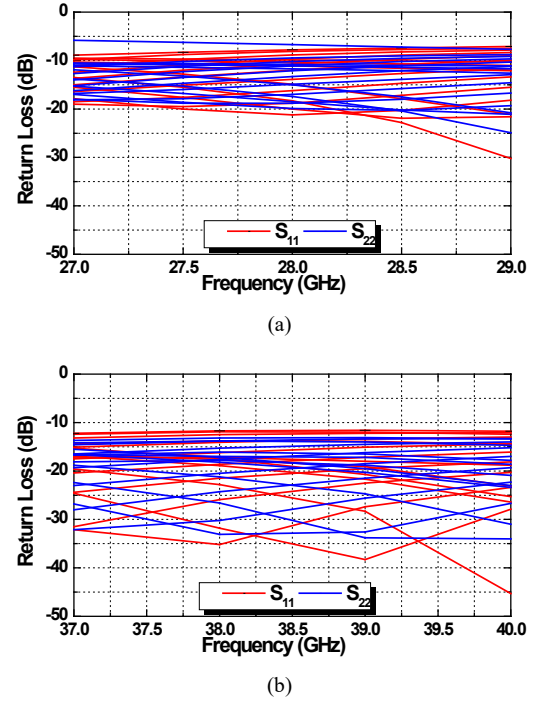 0
-10
-20
-30
-40
-50
Return Loss (dB)
S11 S22
27.0 27.5 28.0 28.5 29.0
Frequency (GHz)
(a)
0
-10
-20
-30
-40
-50
Return Loss (dB)
S11 S22
37.0 37.5 38.0 38.5 39.0 39.5 40.0
Frequency (GHz)
(b)